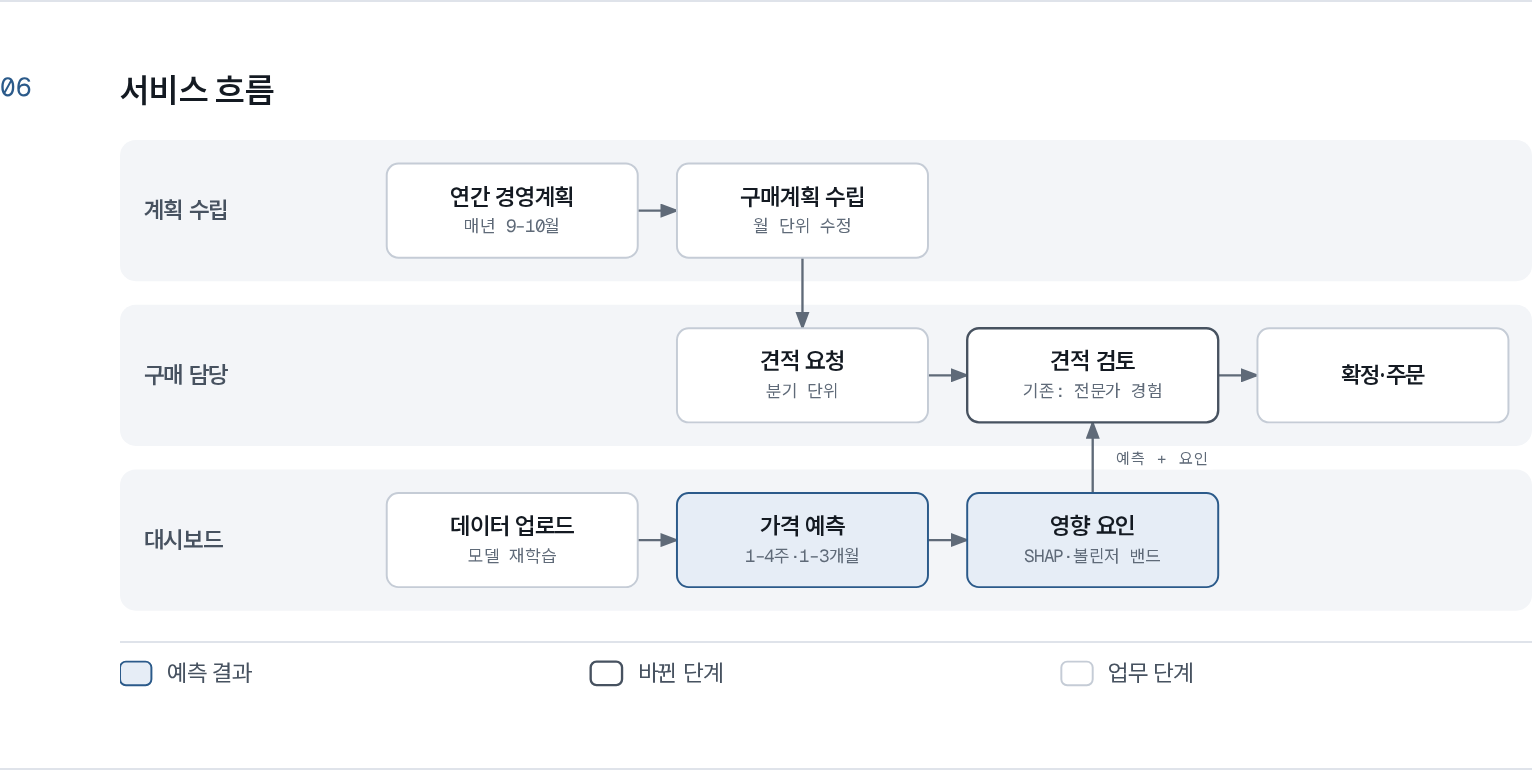 06
서비스 흐름
계획 수립
연간 경영계획
매년 9-10월
구매계획 수립
월 단위 수정
구매 담당
견적 요청
분기 단위
견적 검토
기존: 전문가 경험
확정·주문
예측 + 요인
대시보드
데이터 업로드
모델 재학습
가격 예측
1-4주·1-3개월
영향 요인
SHAP·볼린저 밴드
예측 결과
바뀐 단계
업무 단계